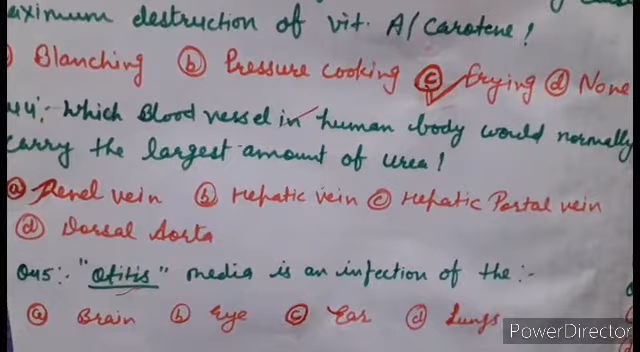 aximum destruction of vit. A/Carotene!
Blanching (b) Pressure cooking (c) Frying (d) None
44:- Which Blood vessel in human body would normally
carry the largest amount of urea!
(a) Renel vein (b) Hepatic vein (c) Hepatic Portal vein
(d) Dorsal Aorta
Q45:- "Otitis" media is an infection of the:-
(a) Brain (b) Eye (c) Ear (d) Lungs
PowerDirector